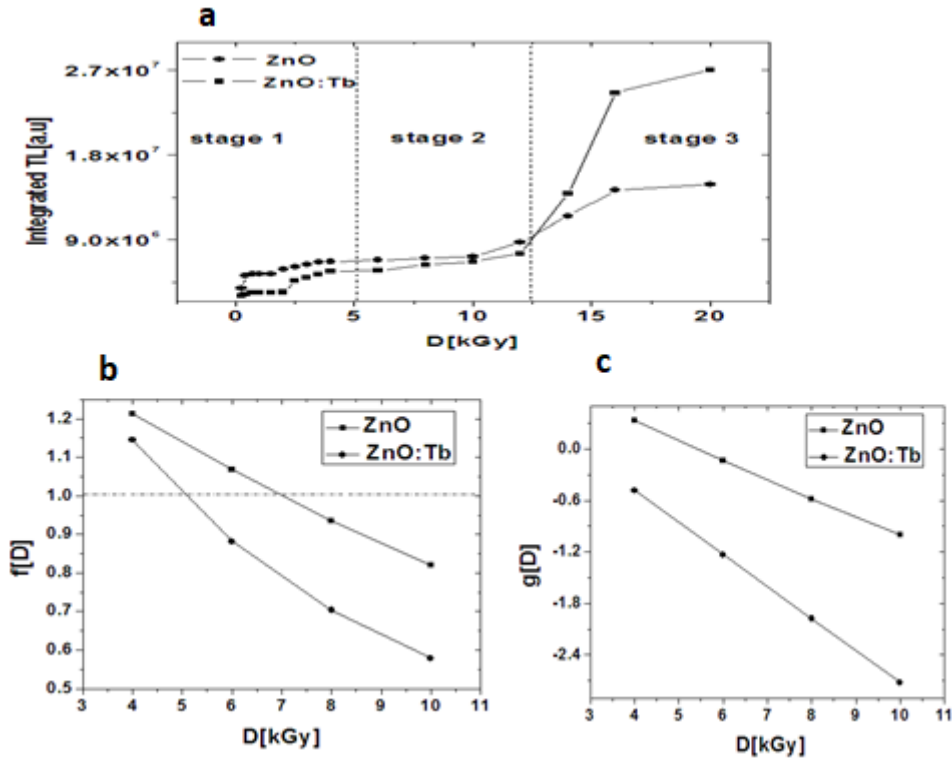 a
ZnO
ZnO:Tb
2.7x10⁷
1.8x10⁷
9.0x10⁶
Integrated TL[a.u]
stage 1
stage 2
stage 3
0 5 10 15 20
D[kGy]
b
ZnO
ZnO:Tb
1.2
1.1
1.0
0.9
0.8
0.7
0.6
0.5
f[D]
3 4 5 6 7 8 9 10 11
D[kGy]
c
ZnO
ZnO:Tb
0.0
-0.6
-1.2
-1.8
-2.4
g[D]
3 4 5 6 7 8 9 10 11
D[kGy]